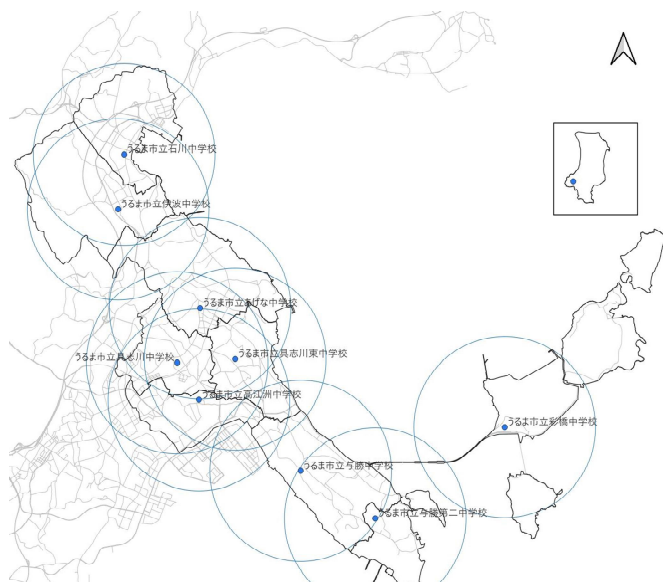 うるま市立石川中学校
うるま市立伊波中学校
うるま市立あげな中学校
うるま市立具志川中学校
うるま市立具志川東中学校
うるま市立高江洲中学校
うるま市立彩橋中学校
うるま市立与勝中学校
うるま市立与勝第二中学校